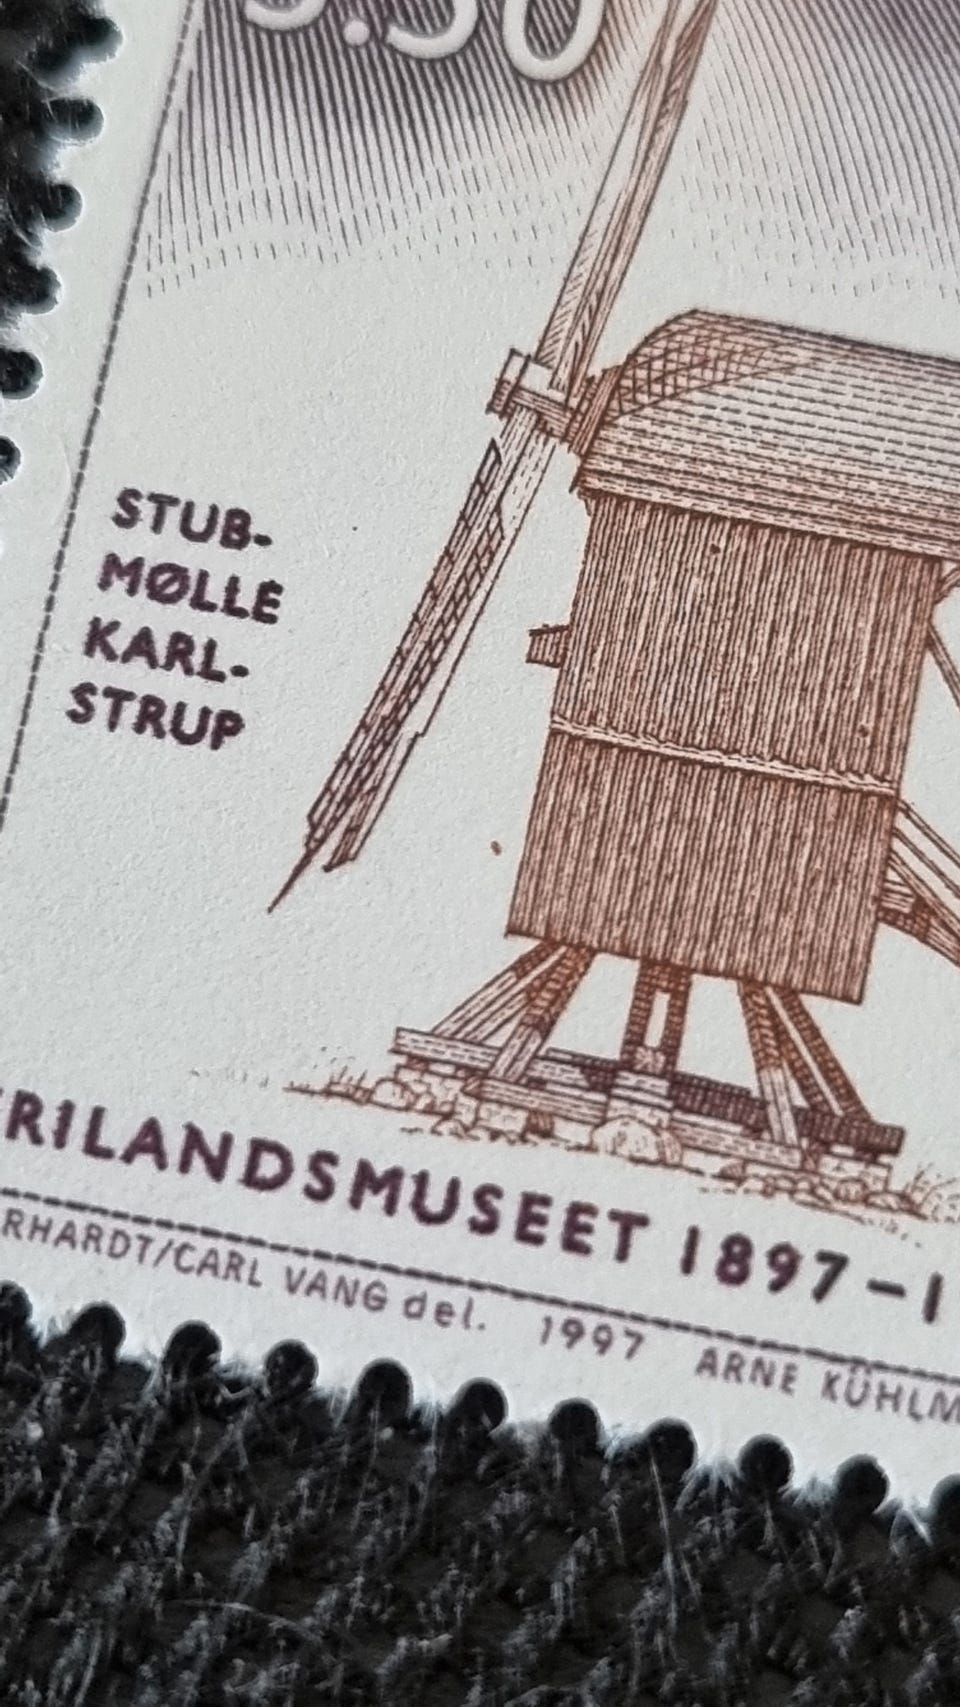 STUB-
MØLLE
KARL-
STRUP
RILANDSMUSEET 1897-1
RHARDT/CARL VANG del. 1997 ARNE KÜHLM